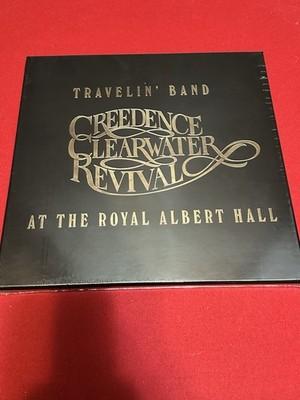 TRAVELIN' BAND
CREEDENCE
CLEARWATER
REVIVAL
AT THE ROYAL ALBERT HALL